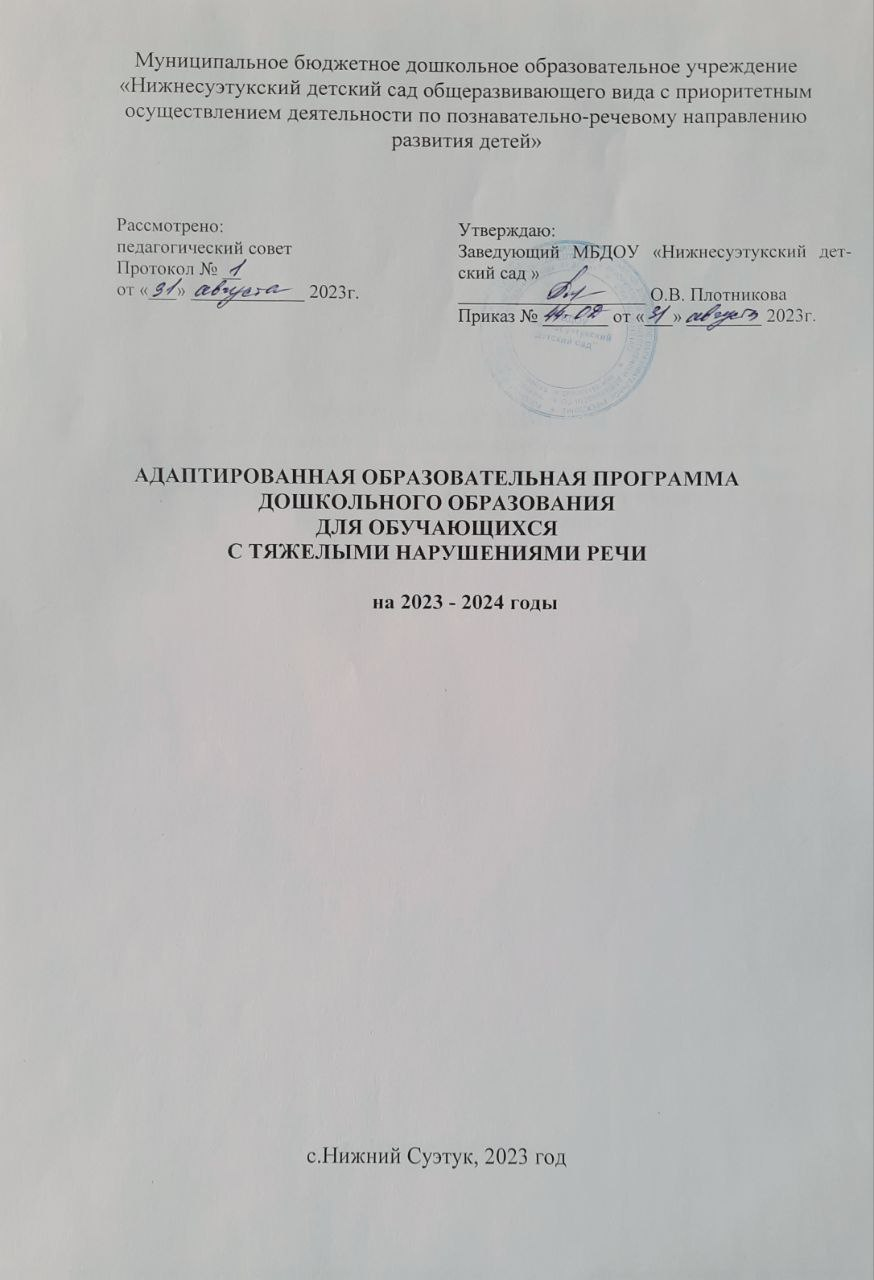 Муниципальное бюджетное дошкольное образовательное учреждение
«Нижнесуэтукский детский сад общеразвивающего вида с приоритетным
осуществлением деятельности по познавательно-речевому направлению
развития детей»
Рассмотрено:
педагогический совет
Протокол № 1
от «31» августа 2023г.
Утверждаю:
Заведующий МБДОУ «Нижнесуэтукский дет-
ский сад »
О.В. Плотникова
Приказ № от «31» августа 2023г.
детский сад"
АДАПТИРОВАННАЯ ОБРАЗОВАТЕЛЬНАЯ ПРОГРАММА
ДОШКОЛЬНОГО ОБРАЗОВАНИЯ
ДЛЯ ОБУЧАЮЩИХСЯ
С ТЯЖЕЛЫМИ НАРУШЕНИЯМИ РЕЧИ
на 2023 - 2024 годы
с.Нижний Суэтук, 2023 год